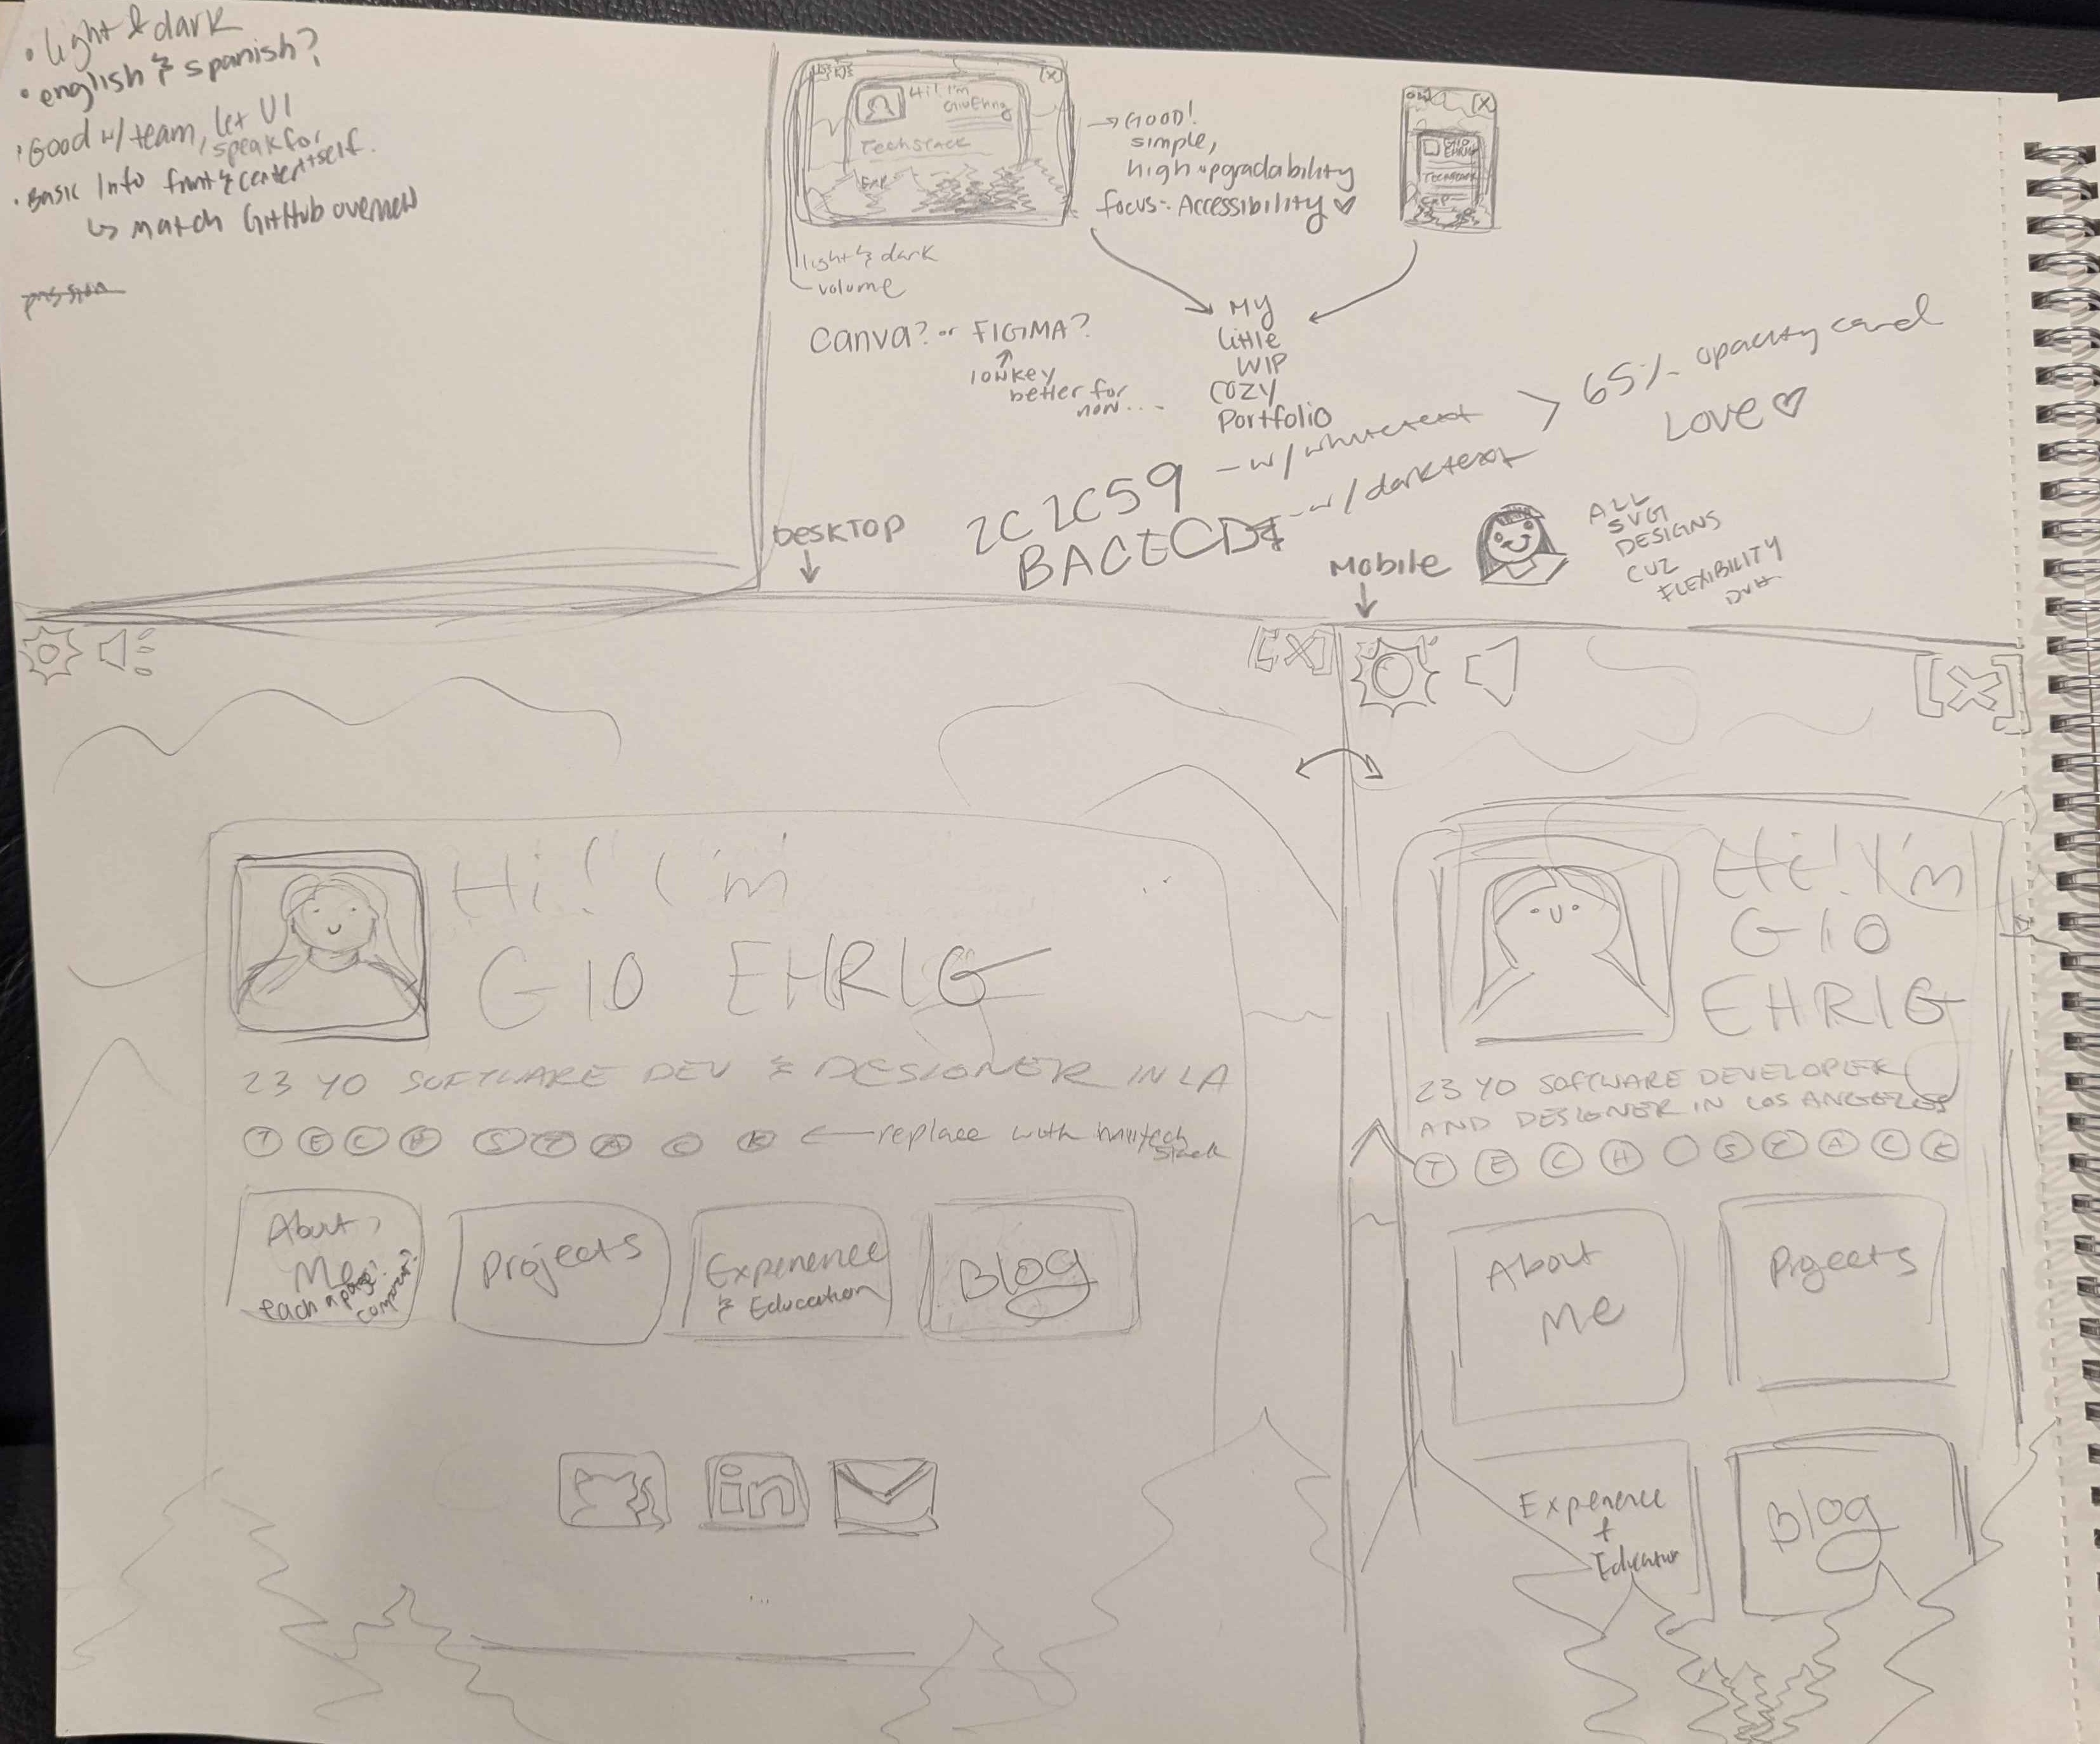 • light & dark
• english & spanish?
• Good w/ team, let UI
speak for
itself.
• Basic Info front & center
↳ match GitHub overview
[X]
Hi! I'm
Gio Ehrig
Techstack
light & dark
volume
→ GOOD!
simple,
high upgradability
focus: Accessibility ♡
[X]
GIO
EHRIG
Techstack
My
little
WIP
cozy
Portfolio
Canva? or FIGMA?
lowkey
better for
now...
2C2C59 - w/ white text
BACECD - w/ dark text
> 65% opacity card
LOVE ♡
ALL
SVG
DESIGNS
CUZ
FLEXIBILITY
DUH
DESKTOP
[X]
Hi! I'm
GIO EHRIG
23 YO SOFTWARE DEV & DESIGNER IN LA
T E C H S T A C K ← replace with my tech
stack
About
Me
each a page?
component?
Projects
Experience
& Education
Blog
in
...
MOBILE
[X]
Hi! I'm
GIO
EHRIG
23 YO SOFTWARE DEVELOPER
AND DESIGNER IN LOS ANGELES
T E C H S T A C K
About
Me
Projects
Experience
+
Education
Blog